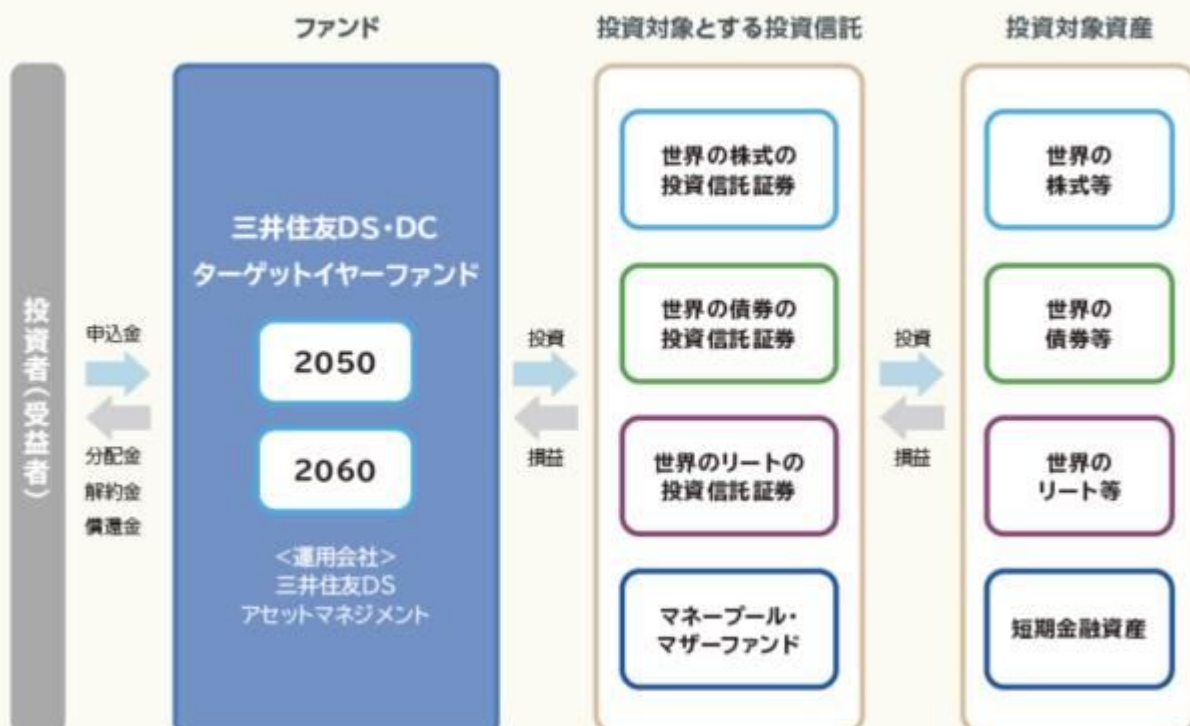 ファンド
投資対象とする投資信託
投資対象資産
投資者(受益者)
申込金
分配金
解約金
償還金
三井住友DS・DC
ターゲットイヤーファンド
2050
2060
<運用会社>
三井住友DS
アセットマネジメント
投資
損益
世界の株式の
投資信託証券
世界の債券の
投資信託証券
世界のリートの
投資信託証券
マネープール・
マザーファンド
投資
損益
世界の
株式等
世界の
債券等
世界の
リート等
短期金融資産